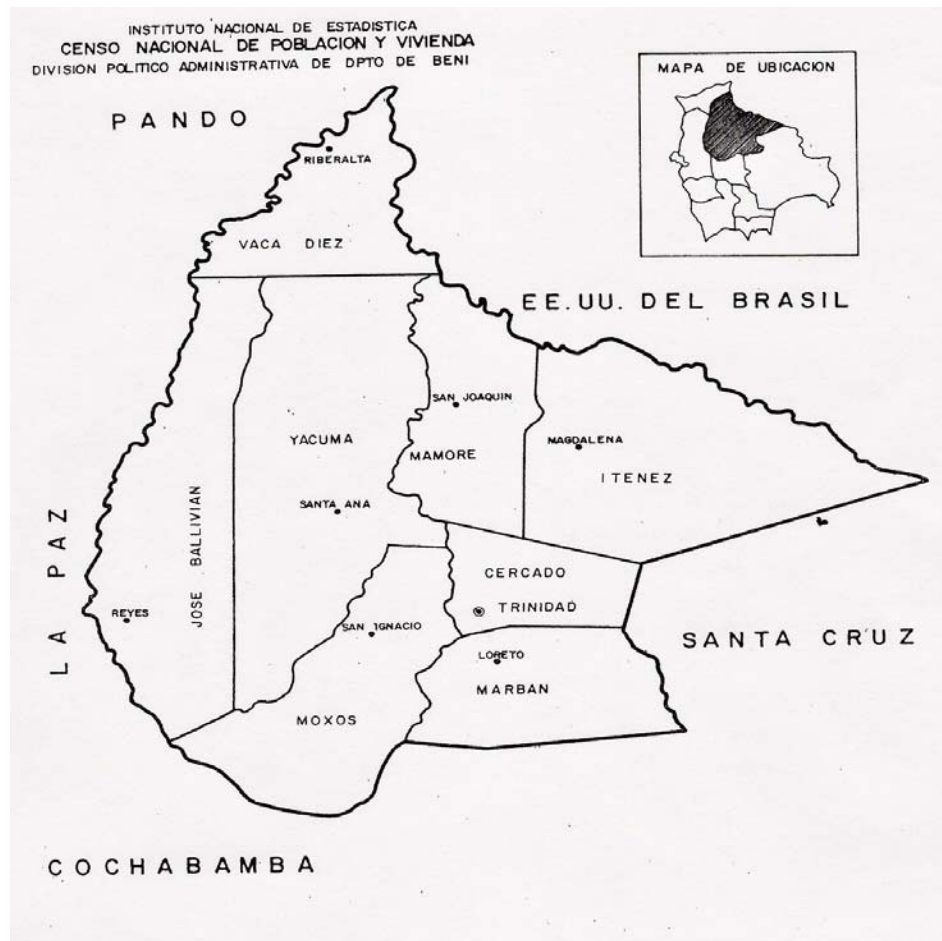 INSTITUTO NACIONAL DE ESTADISTICA
CENSO NACIONAL DE POBLACION Y VIVIENDA
DIVISION POLITICO ADMINISTRATIVA DE DPTO DE BENI
MAPA DE UBICACION
PANDO
RIBERALTA
VACA DIEZ
EE.UU. DEL BRASIL
SAN JOAQUIN
YACUMA
MAMORE
MAGDALENA
ITENEZ
SANTA ANA
LA PAZ
JOSE BALLIVIAN
CERCADO
TRINIDAD
REYES
SAN IGNACIO
SANTA CRUZ
LORETO
MARBAN
MOXOS
COCHABAMBA